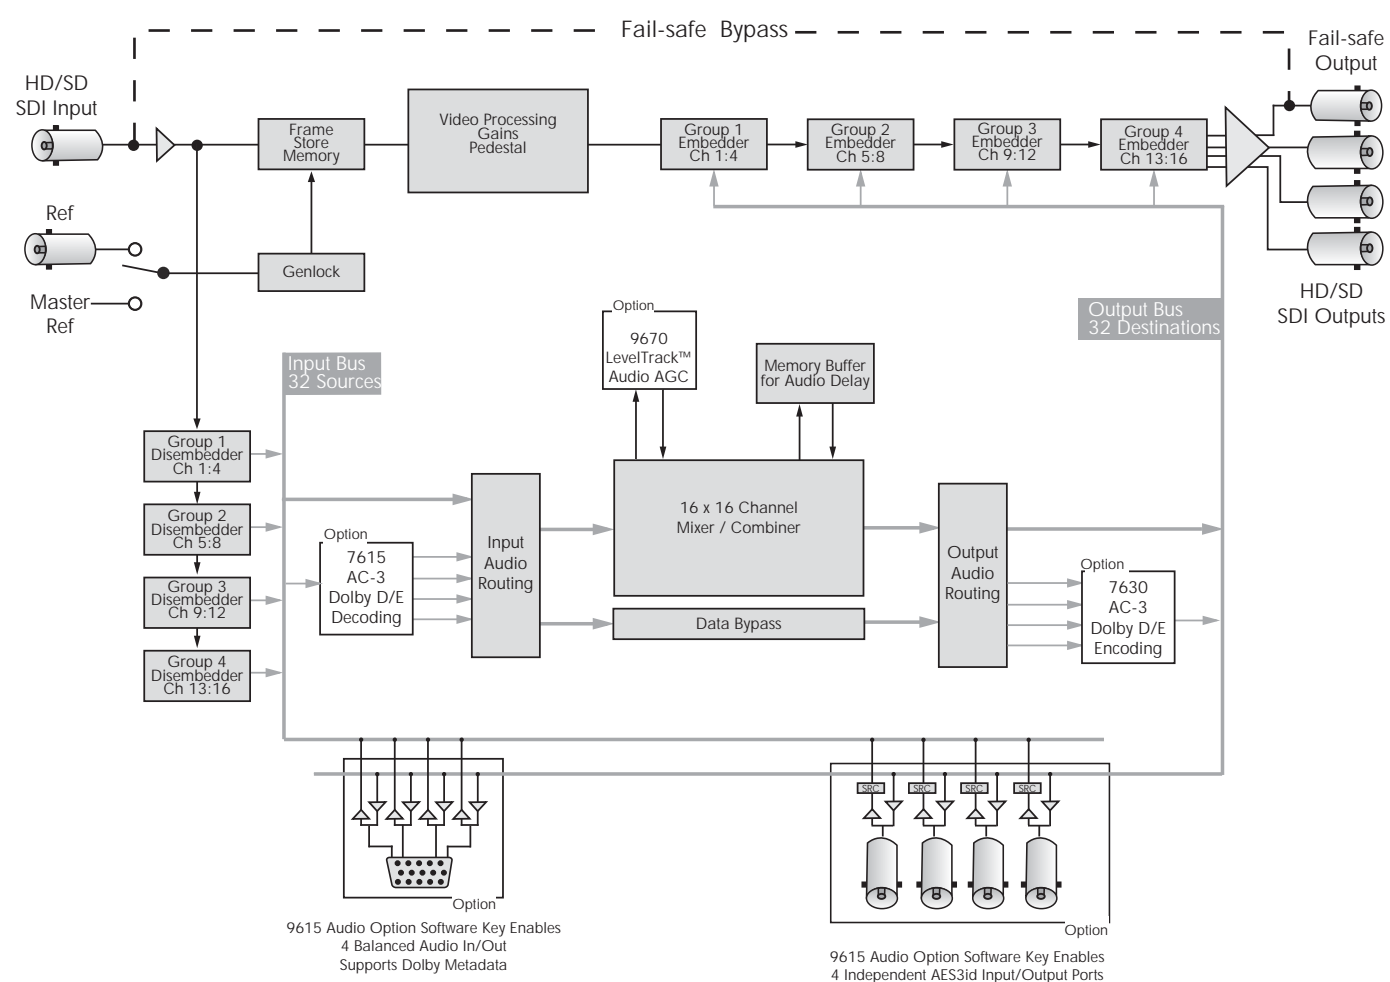 Fail-safe Bypass
Fail-safe
Output
HD/SD
SDI Input
Frame
Store
Memory
Video Processing
Gains
Pedestal
Group 1
Embedder
Ch 1:4
Group 2
Embedder
Ch 5:8
Group 3
Embedder
Ch 9:12
Group 4
Embedder
Ch 13:16
Ref
Genlock
Master
Ref
HD/SD
SDI Outputs
Output Bus
32 Destinations
Option
9670
LevelTrack™
Audio AGC
Memory Buffer
for Audio Delay
Input Bus
32 Sources
Group 1
Disembedder
Ch 1:4
Group 2
Disembedder
Ch 5:8
Group 3
Disembedder
Ch 9:12
Group 4
Disembedder
Ch 13:16
Option
7615
AC-3
Dolby D/E
Decoding
Input
Audio
Routing
16 x 16 Channel
Mixer / Combiner
Data Bypass
Output
Audio
Routing
Option
7630
AC-3
Dolby D/E
Encoding
SRC
SRC
SRC
SRC
Option
9615 Audio Option Software Key Enables
4 Balanced Audio In/Out
Supports Dolby Metadata
Option
9615 Audio Option Software Key Enables
4 Independent AES3id Input/Output Ports